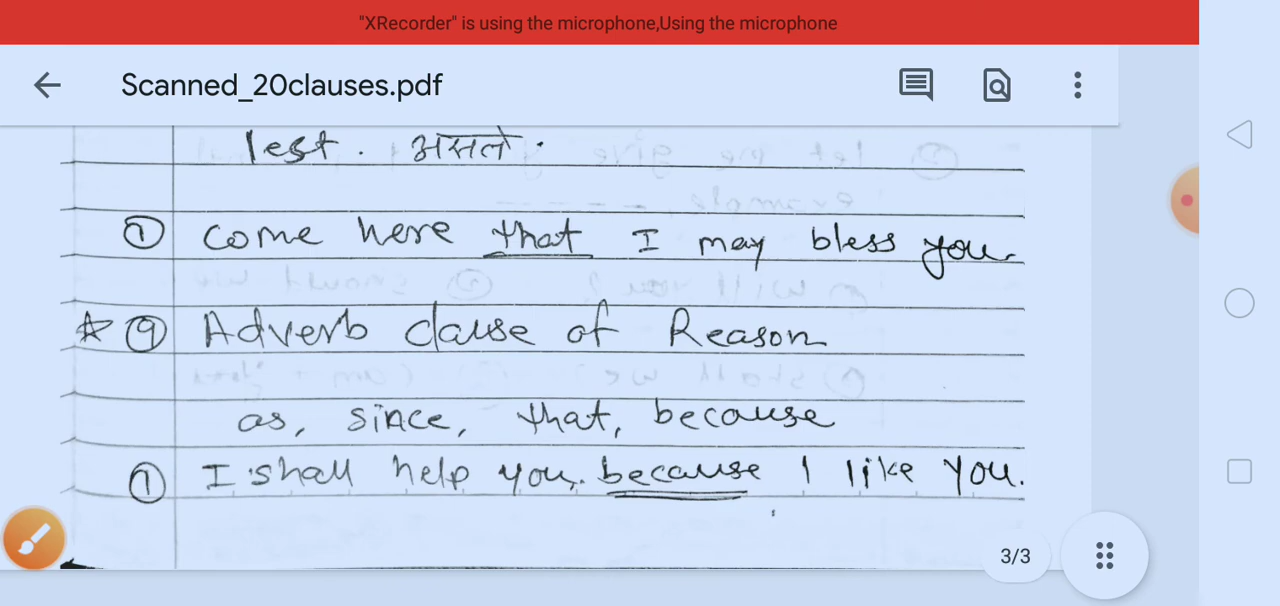 "XRecorder" is using the microphone,Using the microphone
Scanned_20clauses.pdf
lest. असते.
① come here that I may bless you.
☆ ⑨ Adverb clause of Reason
as, since, that, because
① I shall help you. because I like you.
3/3